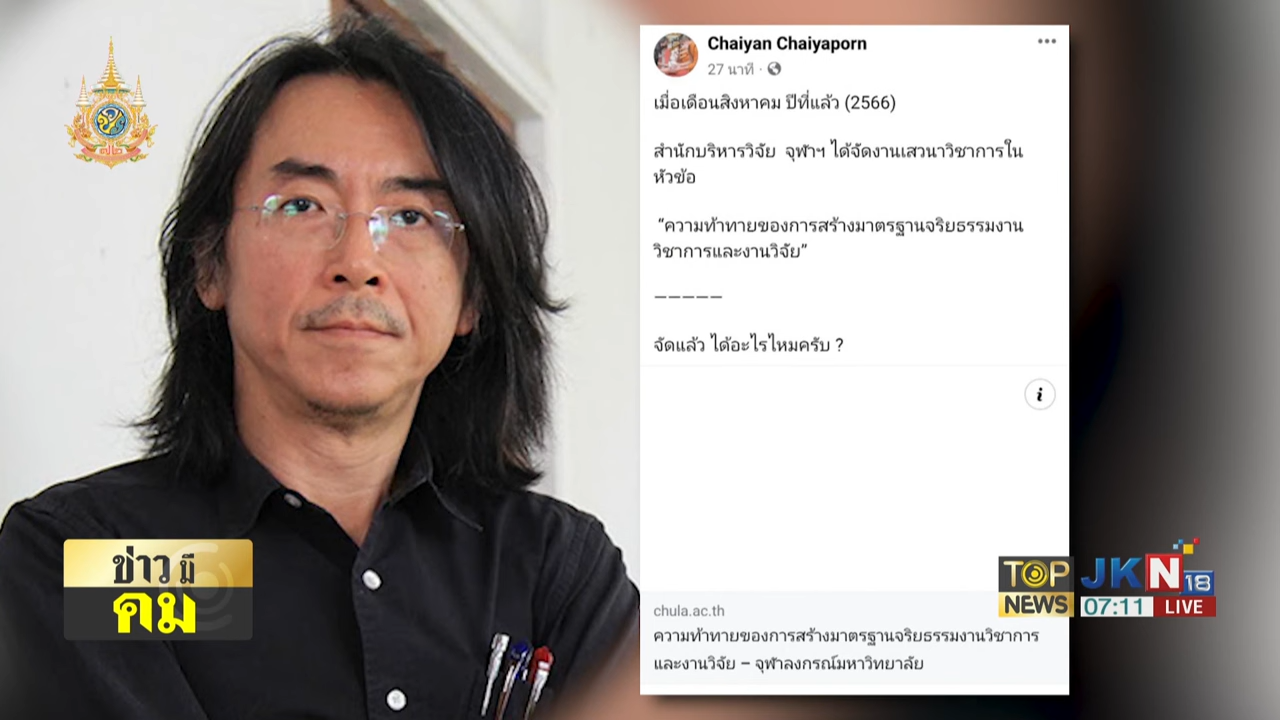 Chaiyan Chaiyaporn
27 นาที ·
เมื่อเดือนสิงหาคม ปีที่แล้ว (2566)
สำนักบริหารวิจัย จุฬาฯ ได้จัดงานเสวนาวิชาการใน
หัวข้อ
“ความท้าทายของการสร้างมาตรฐานจริยธรรมงาน
วิชาการและงานวิจัย”
—————
จัดแล้ว ได้อะไรไหมครับ ?
chula.ac.th
ความท้าทายของการสร้างมาตรฐานจริยธรรมงานวิชาการ
และงานวิจัย – จุฬาลงกรณ์มหาวิทยาลัย
ข่าว มี
คม
TOP
NEWS
JKN 18
07:11 LIVE